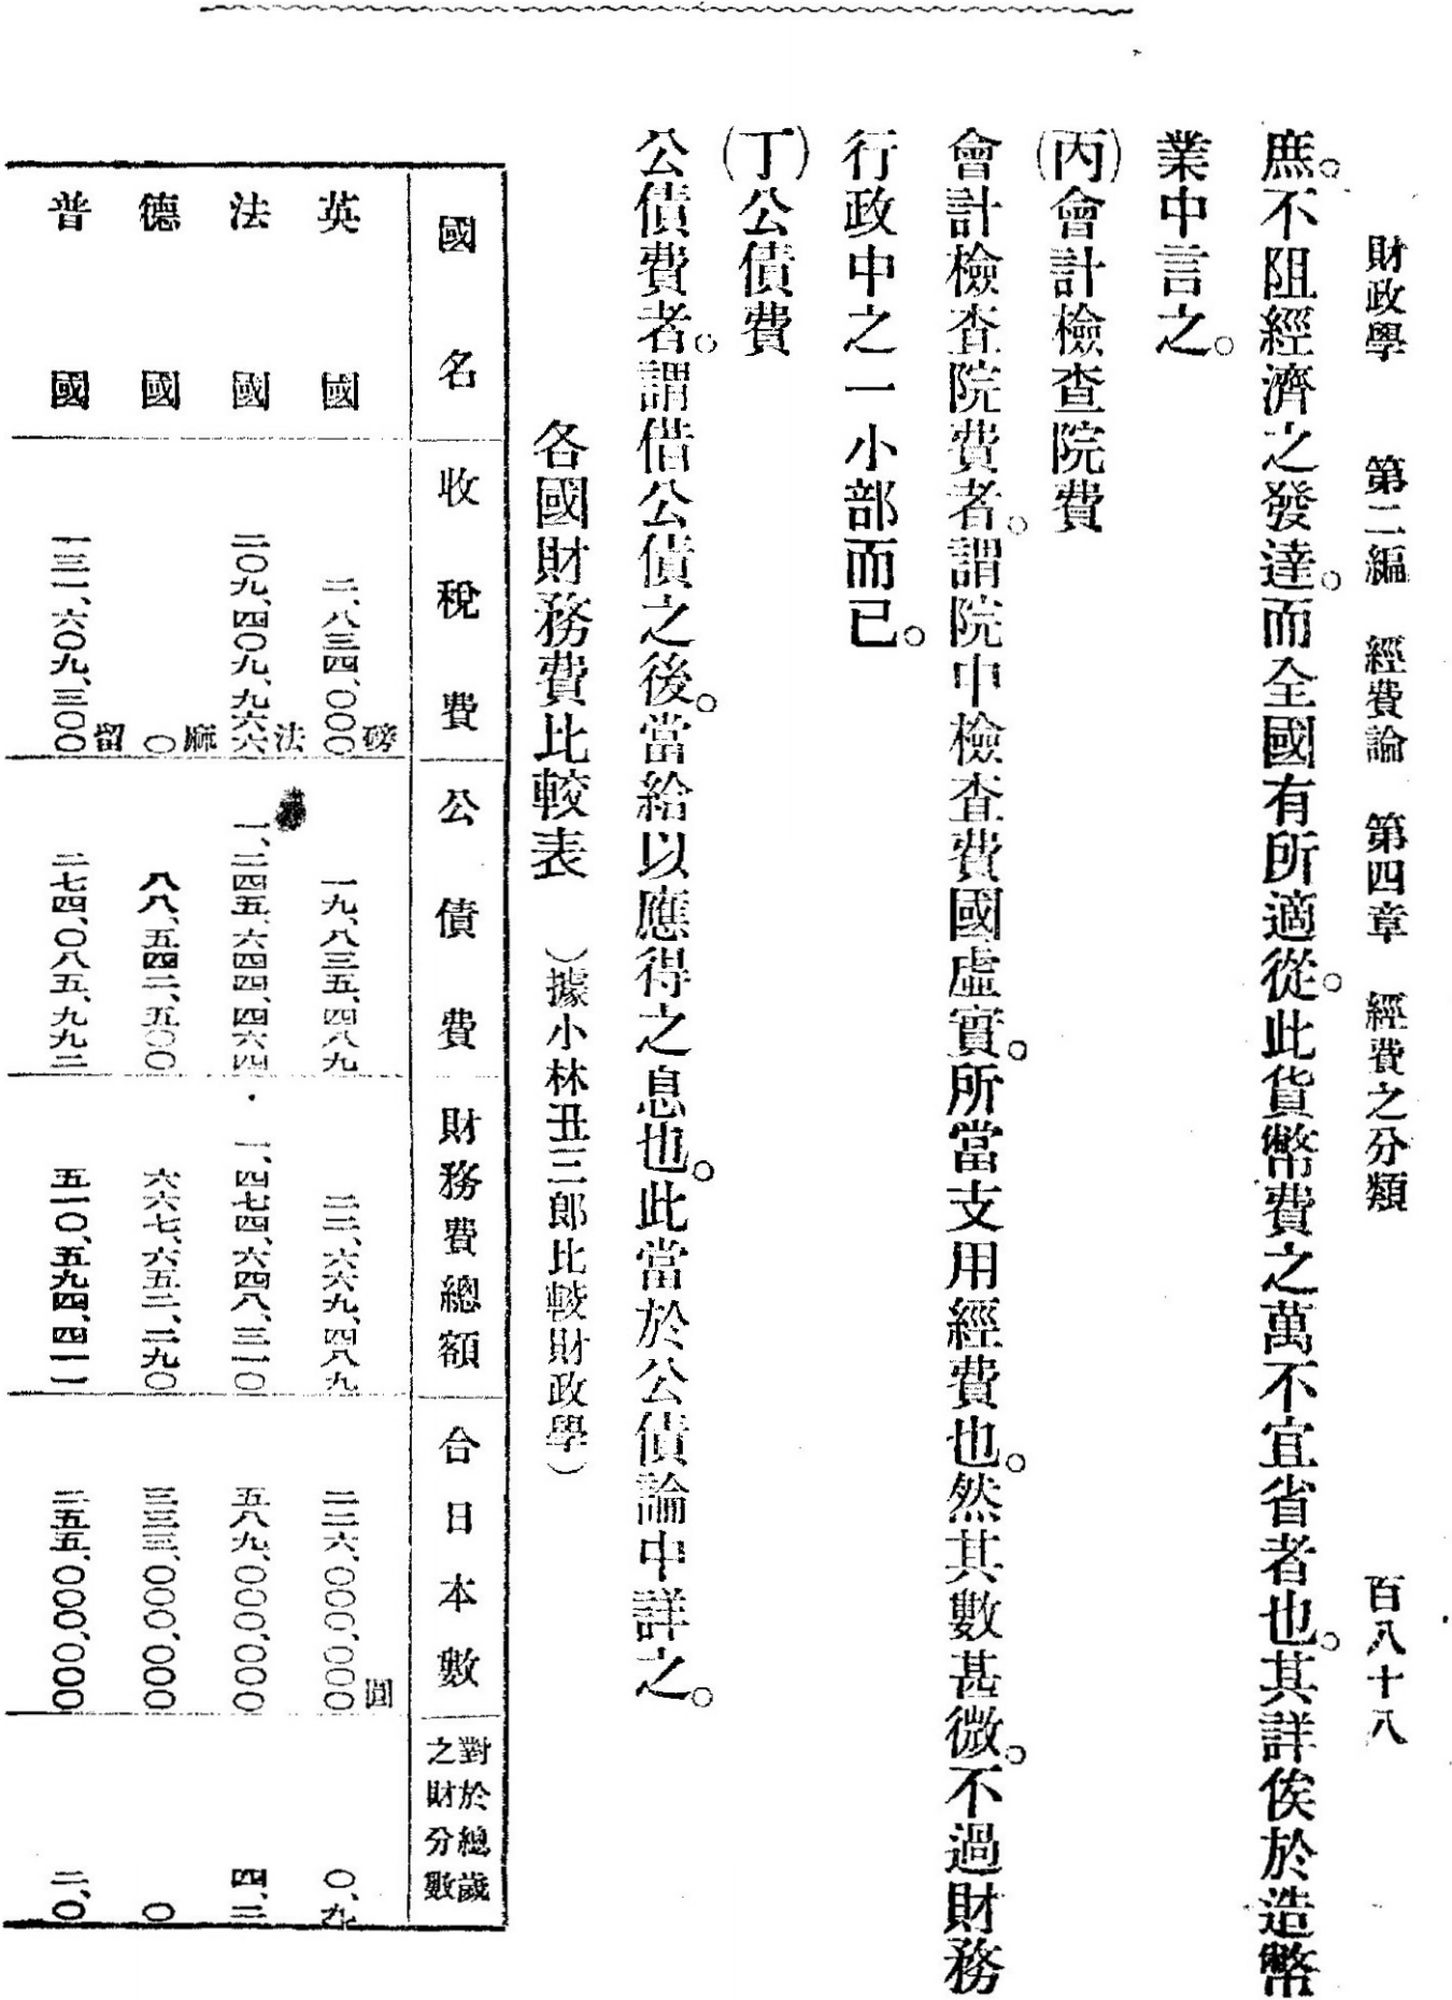 財政學　第二編　經費論　第四章　經費之分類　百八十八
庶。不阻經濟之發達。而全國有所適從。此貨幣費之萬不宜省者也。其詳俟於造幣
業中言之。
(丙)會計檢查院費
會計檢查院費者。謂院中檢查費國虛實。所當支用經費也。然其數甚微。不過財務
行政中之一小部而已。
(丁)公債費
公債費者。謂借公債之後。當給以應得之息也。此當於公債論中詳之。
各國財務費比較表　(據小林丑三郎比較財政學)
國名　收稅費　公債費　財務費總額　合日本數　對於總歲之財分數
英國　二、八三四、〇〇〇磅　一九、八三五、四八九　二二、六六九、四八九　二二六、〇〇〇、〇〇〇圓　〇、九
法國　二〇九、四〇九、九六六法　一、二四五、六四四、四六四　一、四七四、六四八、三一〇　五八九、〇〇〇、〇〇〇　四、二
德國　〇麻　八八、五四二、五〇〇　六六七、六五二、二九〇　三三三、〇〇〇、〇〇〇　〇
普國　一三一、六〇九、三〇〇留　二七四、〇八五、九九二　五一〇、五九四、四一一　二五五、〇〇〇、〇〇〇　二、〇